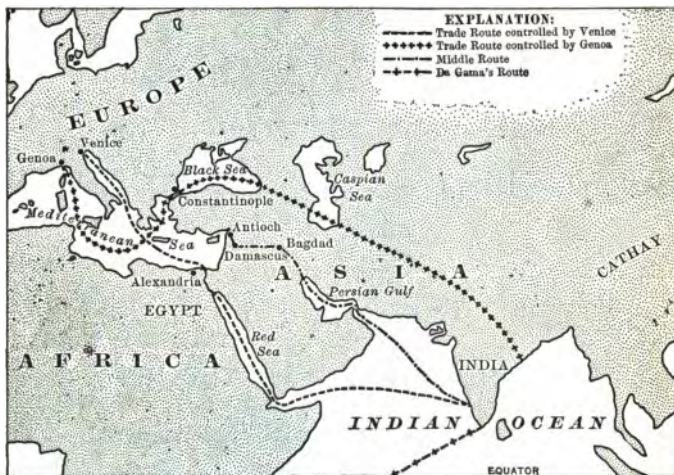 EXPLANATION:
Trade Route controlled by Venice
Trade Route controlled by Genoa
Middle Route
Da Gama's Route
EUROPE
Venice
Genoa
Black Sea
Caspian Sea
Constantinople
Mediterranean Sea
Antioch
Bagdad
Damascus
ASIA
CATHAY
Alexandria
Persian Gulf
EGYPT
Red Sea
AFRICA
INDIA
INDIAN OCEAN
EQUATOR